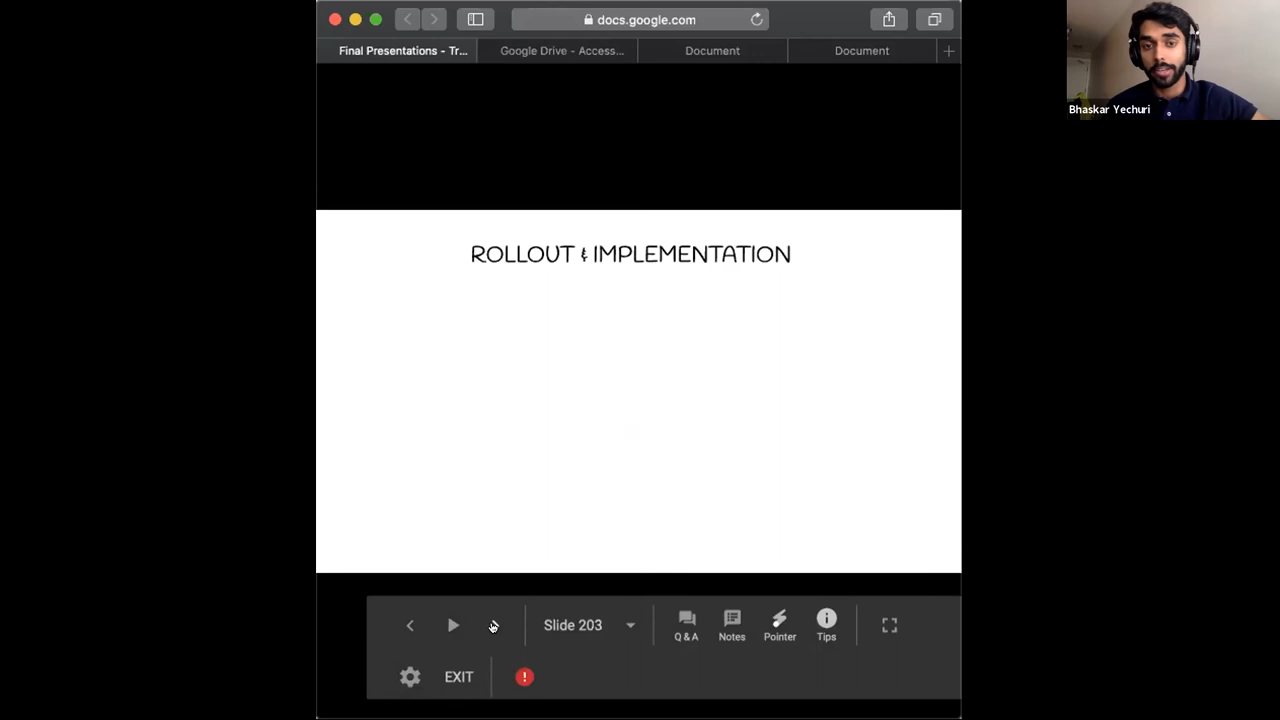 docs.google.com
Final Presentations - Tr...
Google Drive - Access...
Document
Document
Bhaskar Yechuri
ROLLOUT & IMPLEMENTATION
Slide 203
Q & A
Notes
Pointer
Tips
EXIT